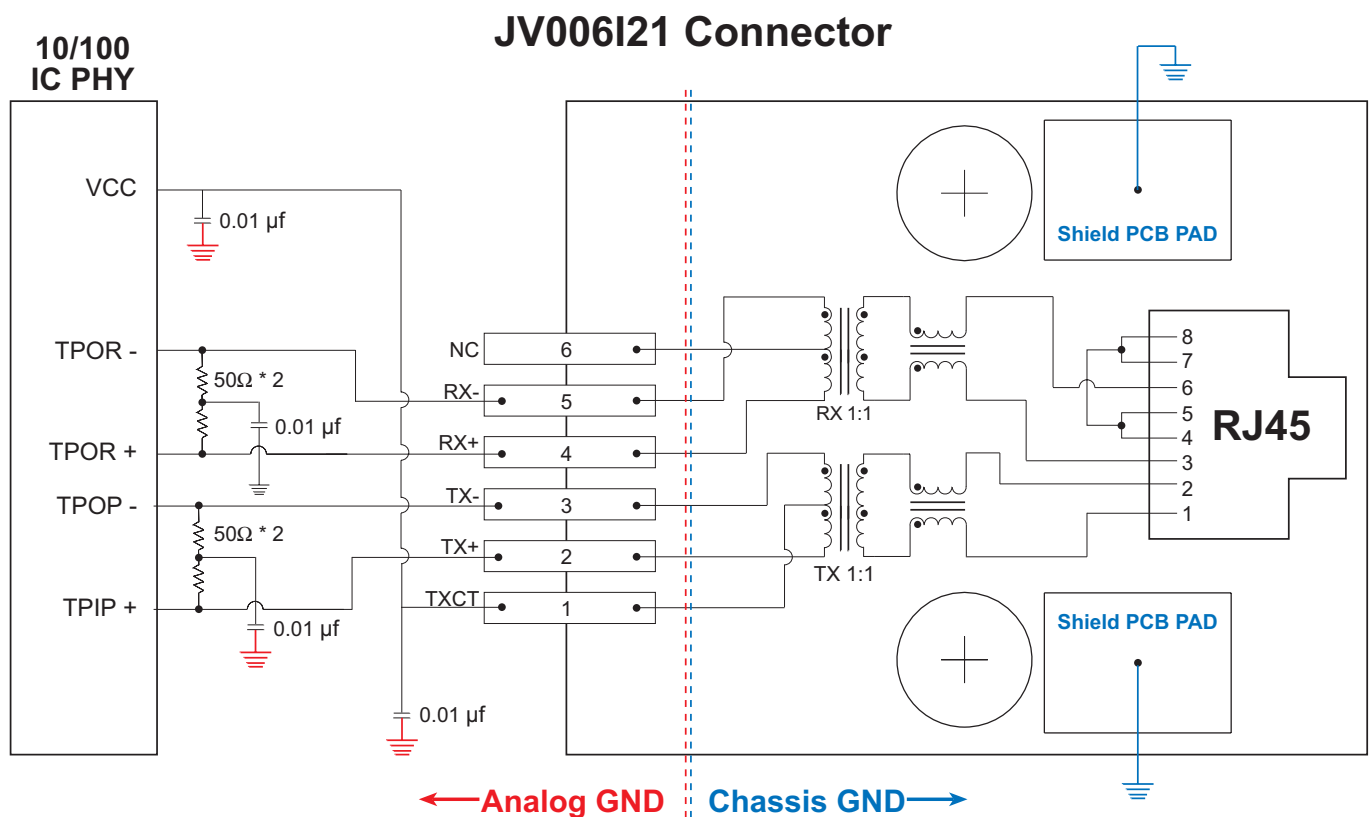 JV006I21 Connector
10/100
IC PHY
VCC
0.01 µf
Shield PCB PAD
TPOR -
50Ω * 2
0.01 µf
TPOR +
TPOP -
50Ω * 2
TPIP +
0.01 µf
0.01 µf
NC
6
RX-
5
RX+
4
TX-
3
TX+
2
TXCT
1
RX 1:1
TX 1:1
8
7
6
5
4
3
2
1
RJ45
Shield PCB PAD
Analog GND
Chassis GND